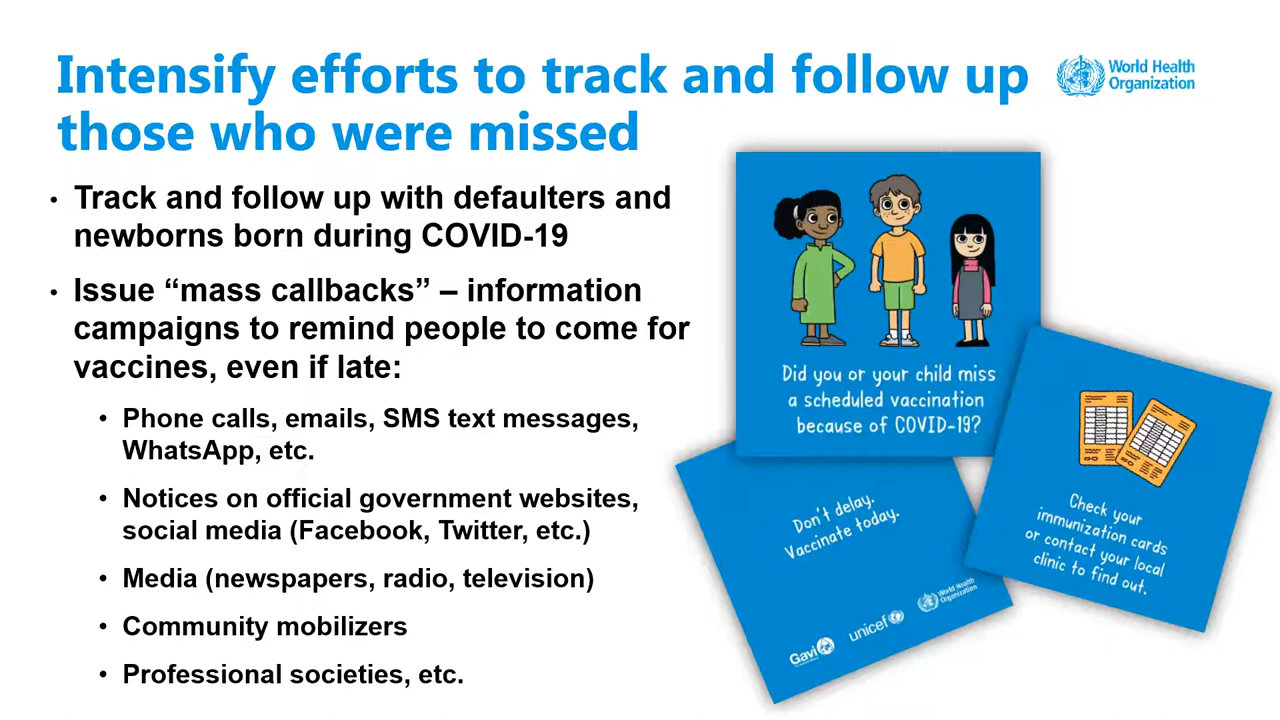 Intensify efforts to track and follow up
those who were missed
World Health
Organization
• Track and follow up with defaulters and
newborns born during COVID-19
• Issue “mass callbacks” – information
campaigns to remind people to come for
vaccines, even if late:
• Phone calls, emails, SMS text messages,
WhatsApp, etc.
• Notices on official government websites,
social media (Facebook, Twitter, etc.)
• Media (newspapers, radio, television)
• Community mobilizers
• Professional societies, etc.
Did you or your child miss
a scheduled vaccination
because of COVID-19?
Check your
immunization cards
or contact your local
clinic to find out.
Don't delay.
Vaccinate today.
Gavi
unicef
World Health
Organization